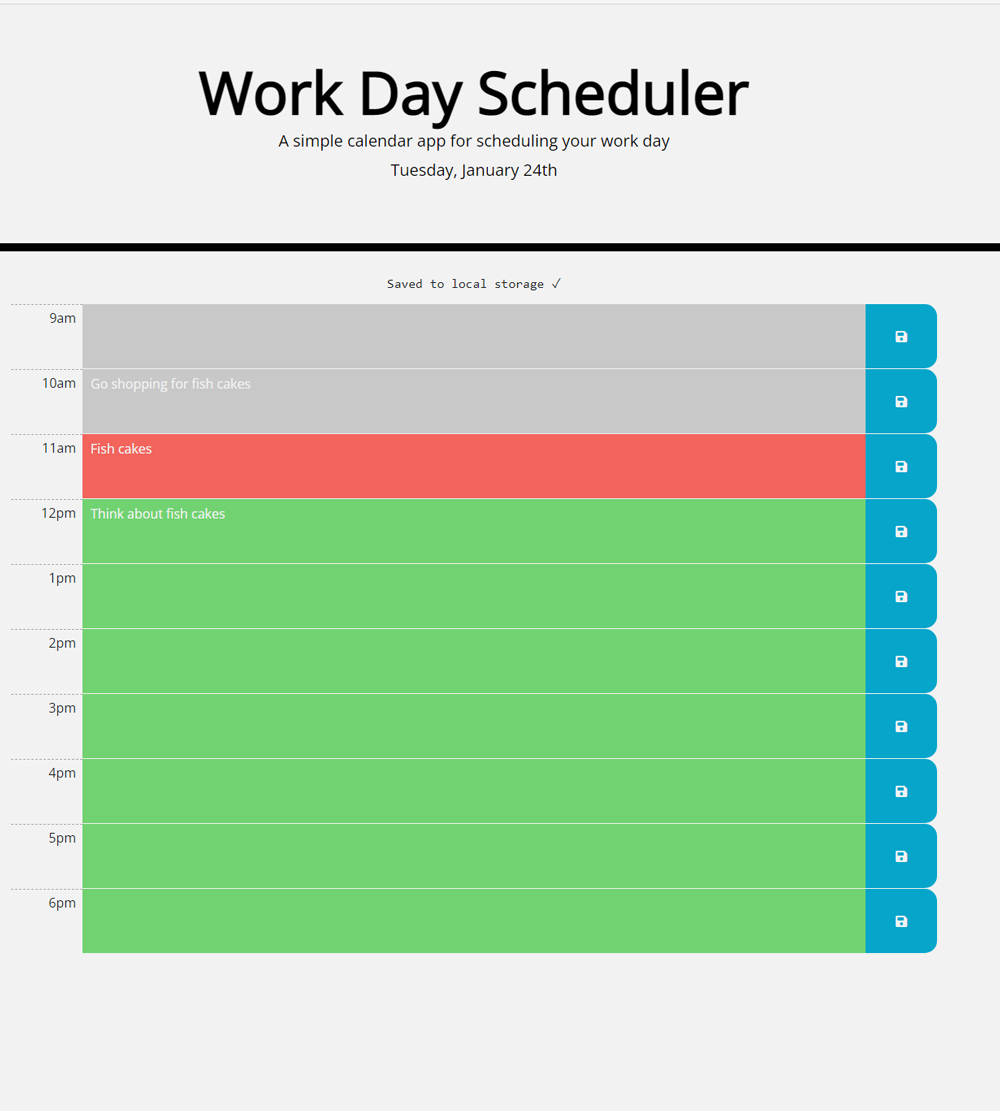 Work Day Scheduler
A simple calendar app for scheduling your work day
Tuesday, January 24th
Saved to local storage ✓
9am
10am Go shopping for fish cakes
11am Fish cakes
12pm Think about fish cakes
1pm
2pm
3pm
4pm
5pm
6pm